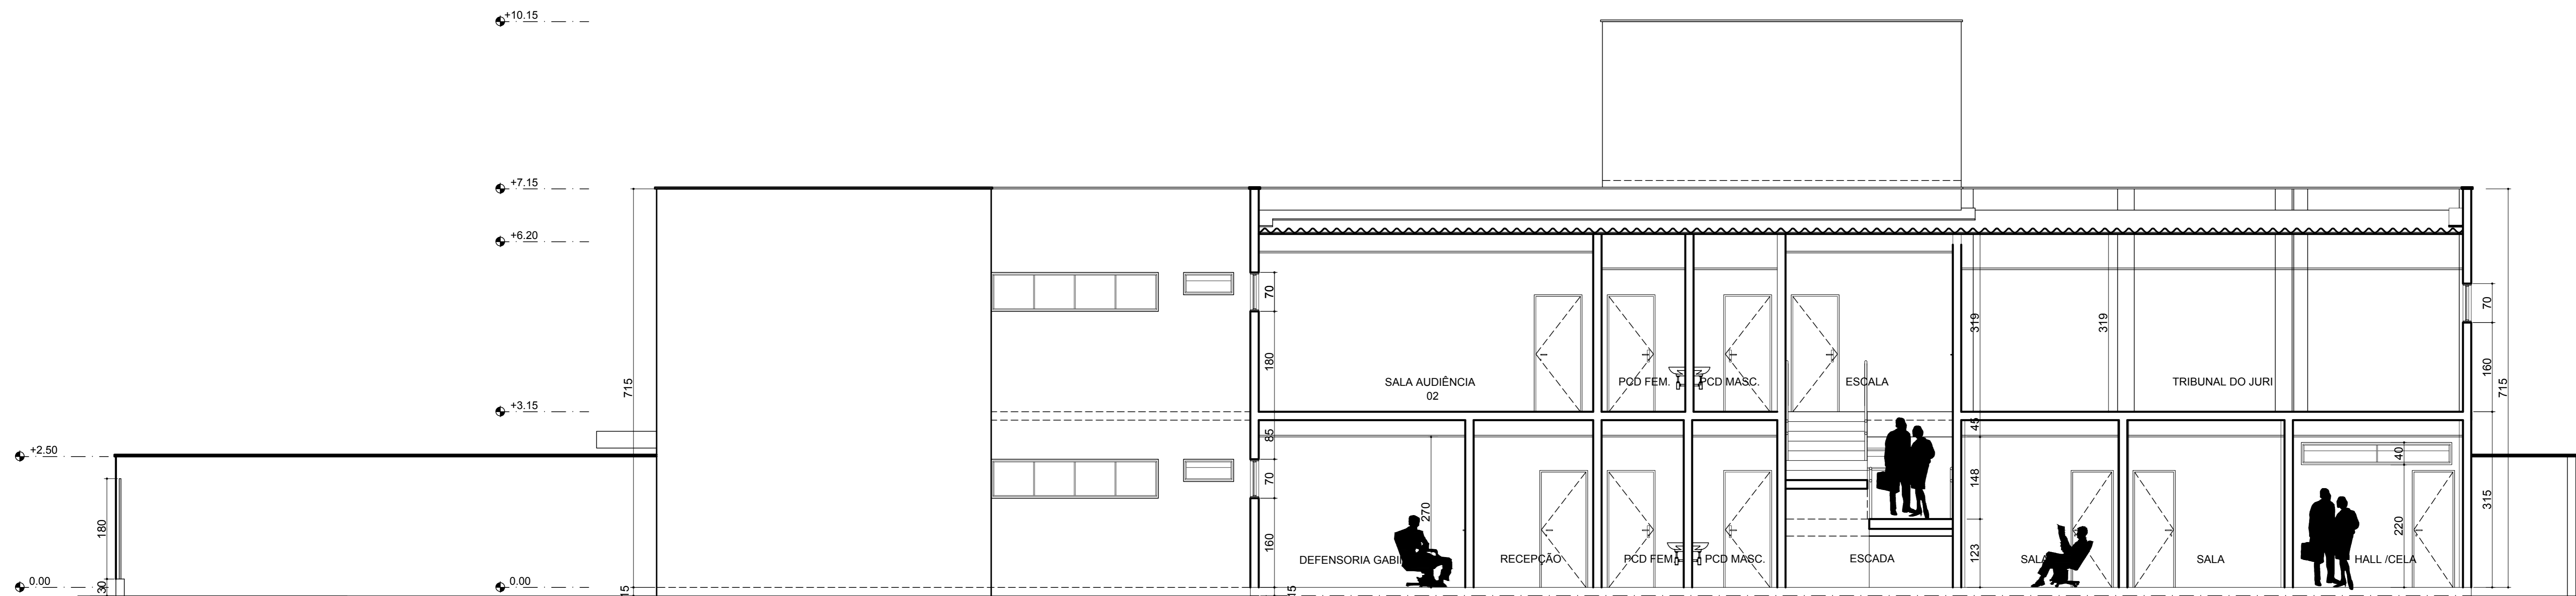 +10.15
+7.15
+6.20
+3.15
+2.50
0.00
0.00
180
30
715
15
70
180
85
70
160
15
SALA AUDIÊNCIA
02
PCD FEM.
PCD MASC.
ESCALA
319
319
TRIBUNAL DO JURI
70
160
715
315
DEFENSORIA GABI
270
RECEPÇÃO
PCD FEM.
PCD MASC.
ESCADA
45
148
123
SALA
SALA
HALL /CELA
40
220